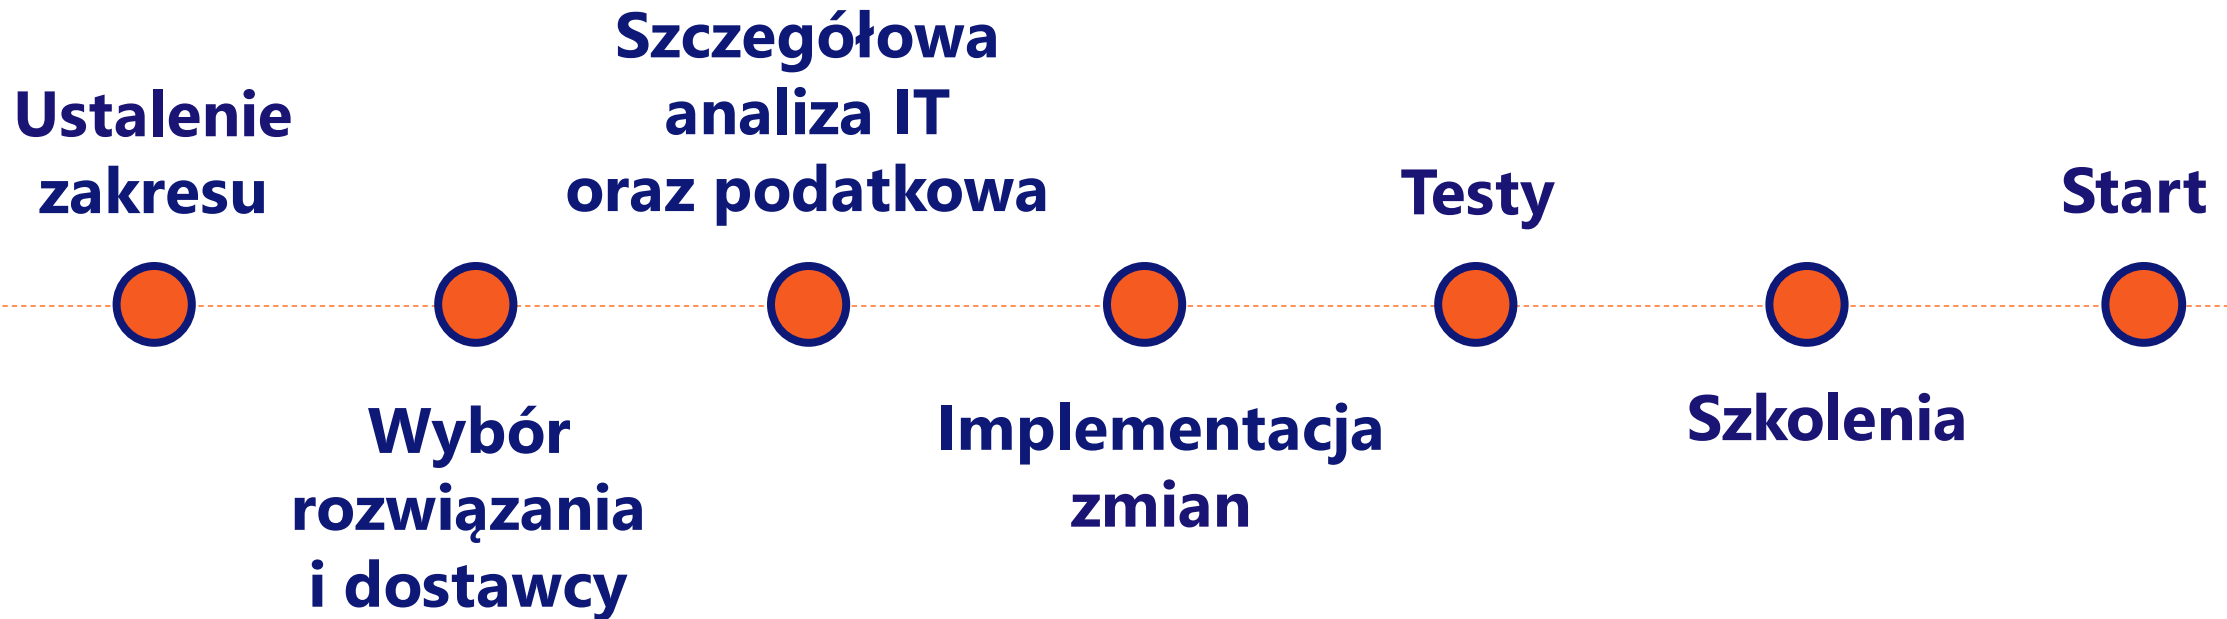 Ustalenie
zakresu
Wybór
rozwiązania
i dostawcy
Szczegółowa
analiza IT
oraz podatkowa
Implementacja
zmian
Testy
Szkolenia
Start